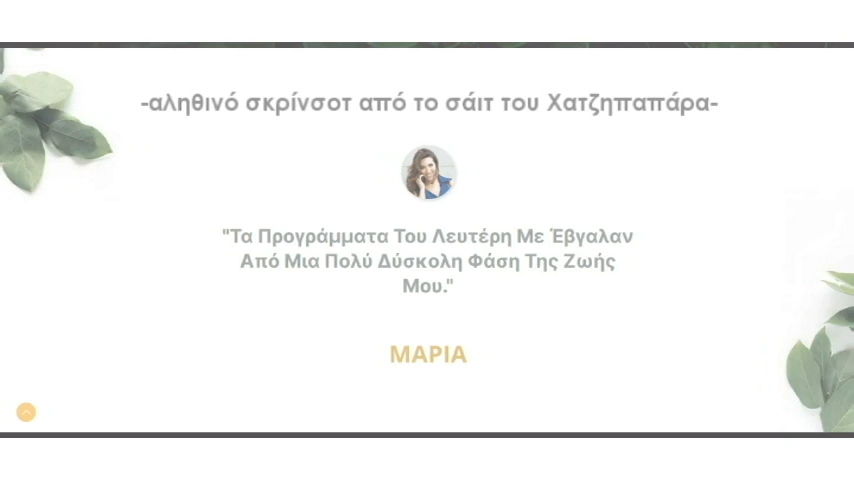 -αληθινό σκρίνσοτ από το σάιτ του Χατζηπαπάρα-
"Τα Προγράμματα Του Λευτέρη Με Έβγαλαν
Από Μια Πολύ Δύσκολη Φάση Της Ζωής
Μου."
ΜΑΡΙΑ